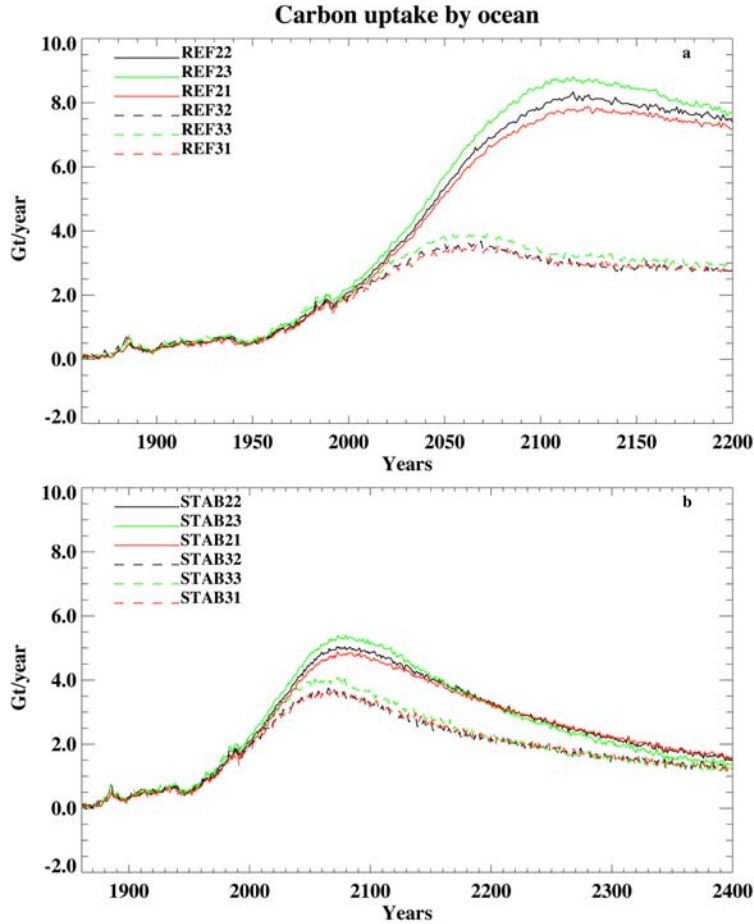 Carbon uptake by ocean
10.0
REF22
a
REF23
8.0
REF21
REF32
REF33
6.0
REF31
Gt/year
4.0
2.0
0.0
-2.0
1900 1950 2000 2050 2100 2150 2200
Years
10.0
STAB22
b
STAB23
8.0
STAB21
STAB32
STAB33
6.0
STAB31
Gt/year
4.0
2.0
0.0
-2.0
1900 2000 2100 2200 2300 2400
Years